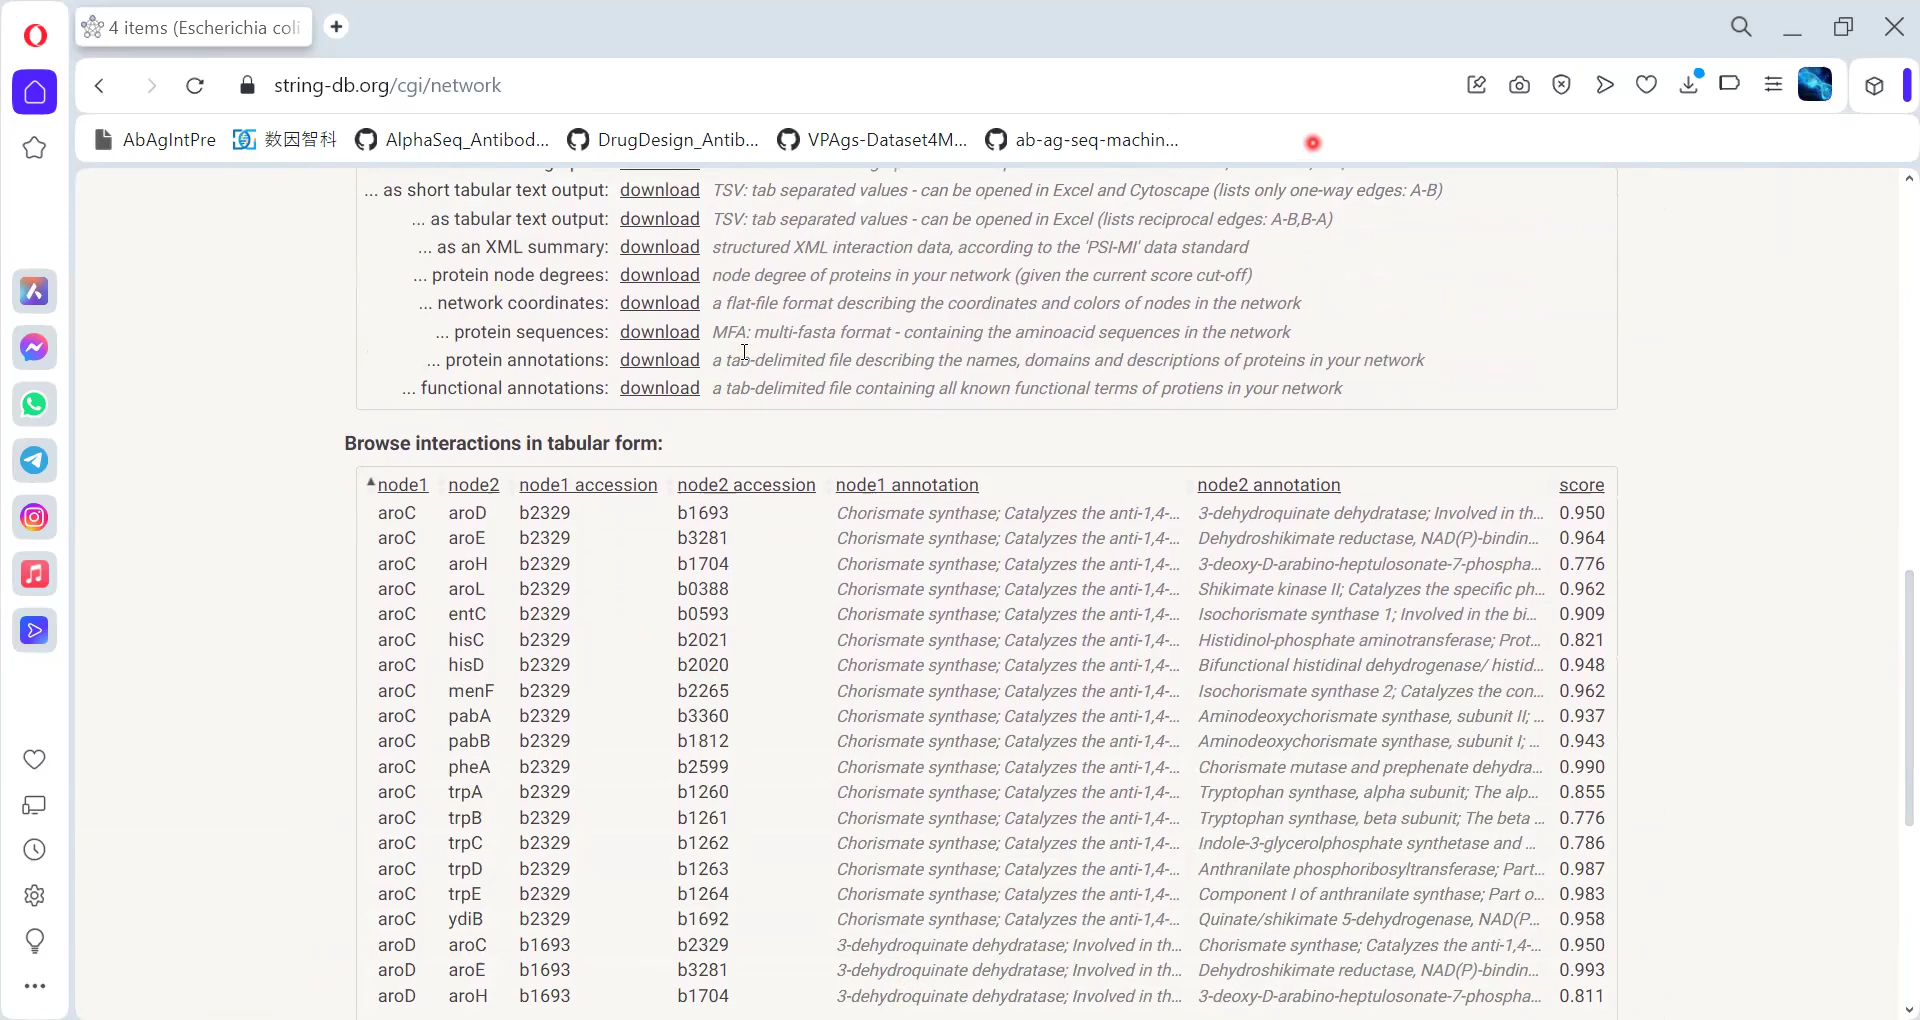 4 items (Escherichia coli
string-db.org/cgi/network
AbAgIntPre 数因智科 AlphaSeq_Antibod... DrugDesign_Antib... VPAgs-Dataset4M... ab-ag-seq-machin...
... as short tabular text output: download TSV: tab separated values - can be opened in Excel and Cytoscape (lists only one-way edges: A-B)
... as tabular text output: download TSV: tab separated values - can be opened in Excel (lists reciprocal edges: A-B,B-A)
... as an XML summary: download structured XML interaction data, according to the 'PSI-MI' data standard
... protein node degrees: download node degree of proteins in your network (given the current score cut-off)
... network coordinates: download a flat-file format describing the coordinates and colors of nodes in the network
... protein sequences: download MFA: multi-fasta format - containing the aminoacid sequences in the network
... protein annotations: download a tab-delimited file describing the names, domains and descriptions of proteins in your network
... functional annotations: download a tab-delimited file containing all known functional terms of protiens in your network
Browse interactions in tabular form:
node1 node2 node1 accession node2 accession node1 annotation node2 annotation score
aroC aroD b2329 b1693 Chorismate synthase; Catalyzes the anti-1,4-... 3-dehydroquinate dehydratase; Involved in th... 0.950
aroC aroE b2329 b3281 Chorismate synthase; Catalyzes the anti-1,4-... Dehydroshikimate reductase, NAD(P)-bindin... 0.964
aroC aroH b2329 b1704 Chorismate synthase; Catalyzes the anti-1,4-... 3-deoxy-D-arabino-heptulosonate-7-phospha... 0.776
aroC aroL b2329 b0388 Chorismate synthase; Catalyzes the anti-1,4-... Shikimate kinase II; Catalyzes the specific ph... 0.962
aroC entC b2329 b0593 Chorismate synthase; Catalyzes the anti-1,4-... Isochorismate synthase 1; Involved in the bi... 0.909
aroC hisC b2329 b2021 Chorismate synthase; Catalyzes the anti-1,4-... Histidinol-phosphate aminotransferase; Prot... 0.821
aroC hisD b2329 b2020 Chorismate synthase; Catalyzes the anti-1,4-... Bifunctional histidinal dehydrogenase/ histid... 0.948
aroC menF b2329 b2265 Chorismate synthase; Catalyzes the anti-1,4-... Isochorismate synthase 2; Catalyzes the con... 0.962
aroC pabA b2329 b3360 Chorismate synthase; Catalyzes the anti-1,4-... Aminodeoxychorismate synthase, subunit II; ... 0.937
aroC pabB b2329 b1812 Chorismate synthase; Catalyzes the anti-1,4-... Aminodeoxychorismate synthase, subunit I; ... 0.943
aroC pheA b2329 b2599 Chorismate synthase; Catalyzes the anti-1,4-... Chorismate mutase and prephenate dehydra... 0.990
aroC trpA b2329 b1260 Chorismate synthase; Catalyzes the anti-1,4-... Tryptophan synthase, alpha subunit; The alp... 0.855
aroC trpB b2329 b1261 Chorismate synthase; Catalyzes the anti-1,4-... Tryptophan synthase, beta subunit; The beta ... 0.776
aroC trpC b2329 b1262 Chorismate synthase; Catalyzes the anti-1,4-... Indole-3-glycerolphosphate synthetase and ... 0.786
aroC trpD b2329 b1263 Chorismate synthase; Catalyzes the anti-1,4-... Anthranilate phosphoribosyltransferase; Part... 0.987
aroC trpE b2329 b1264 Chorismate synthase; Catalyzes the anti-1,4-... Component I of anthranilate synthase; Part o... 0.983
aroC ydiB b2329 b1692 Chorismate synthase; Catalyzes the anti-1,4-... Quinate/shikimate 5-dehydrogenase, NAD(P... 0.958
aroD aroC b1693 b2329 3-dehydroquinate dehydratase; Involved in th... Chorismate synthase; Catalyzes the anti-1,4-... 0.950
aroD aroE b1693 b3281 3-dehydroquinate dehydratase; Involved in th... Dehydroshikimate reductase, NAD(P)-bindin... 0.993
aroD aroH b1693 b1704 3-dehydroquinate dehydratase; Involved in th... 3-deoxy-D-arabino-heptulosonate-7-phospha... 0.811